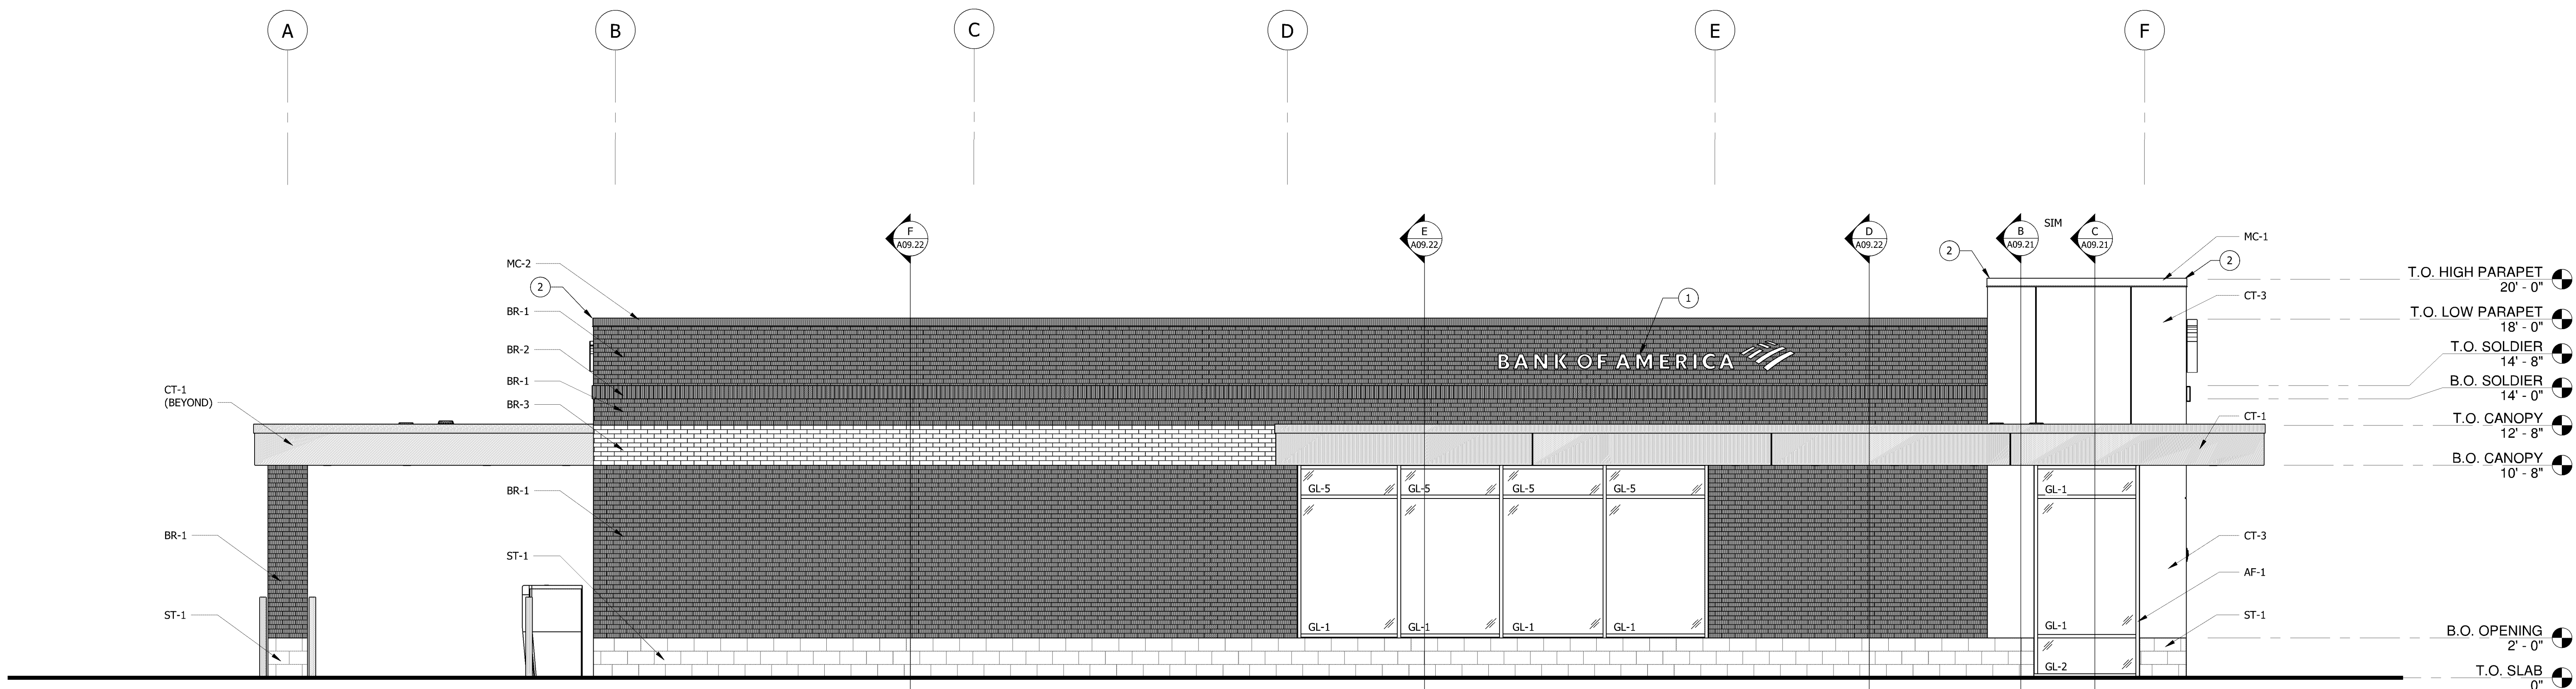 A B C D E F
F
A09.22
E
A09.22
D
A09.22
B
A09.21
SIM
C
A09.21
MC-1
2
2
MC-2
2
BR-1
1
CT-3
BR-2
BR-1
BANK OF AMERICA
BR-3
CT-1
(BEYOND)
CT-1
BR-1
GL-5 GL-5 GL-5 GL-5 GL-1
BR-1
ST-1
CT-3
AF-1
ST-1
ST-1
GL-1 GL-1 GL-1 GL-1 GL-1
GL-2
T.O. HIGH PARAPET
20' - 0"
T.O. LOW PARAPET
18' - 0"
T.O. SOLDIER
14' - 8"
B.O. SOLDIER
14' - 0"
T.O. CANOPY
12' - 8"
B.O. CANOPY
10' - 8"
B.O. OPENING
2' - 0"
T.O. SLAB
0"